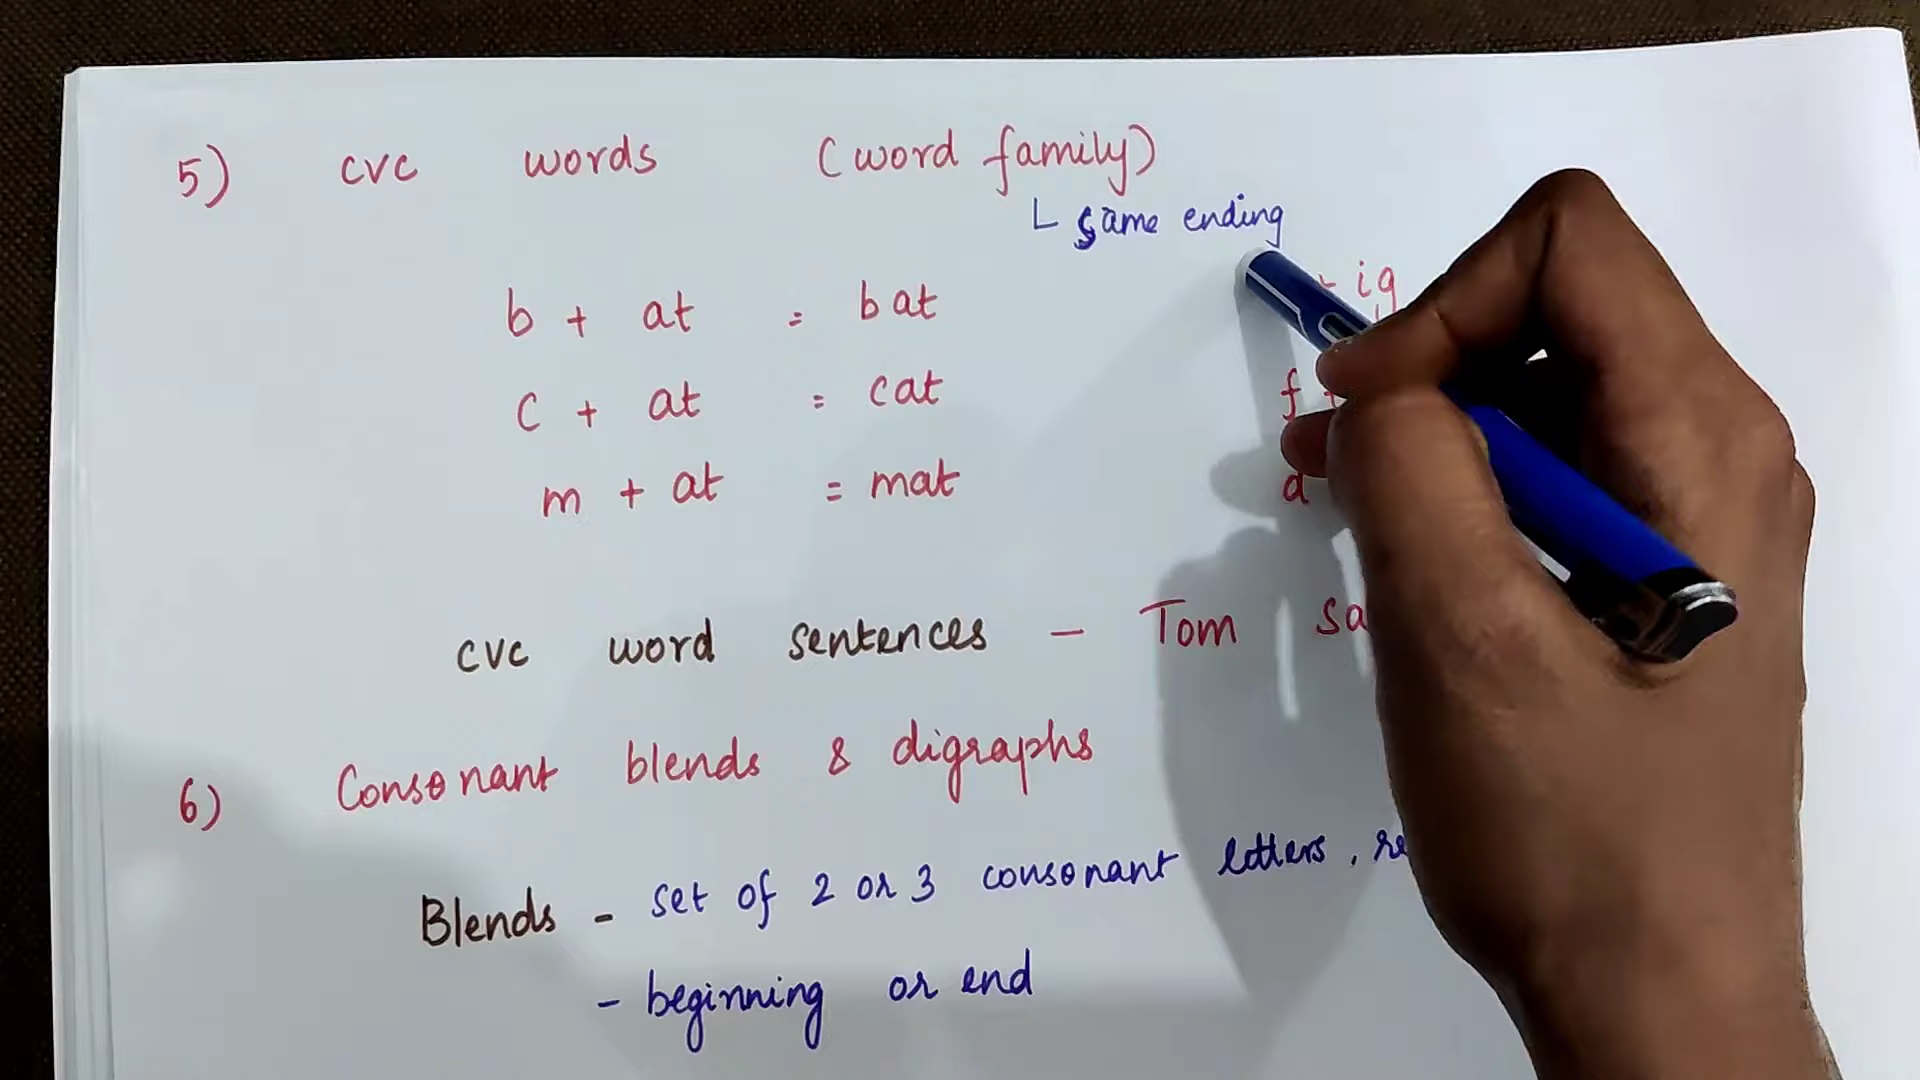 5) cvc words (word family)
└ same ending
b + at = bat
+ ig
c + at = cat
f +
m + at = mat
d
cvc word sentences – Tom
6) Consonant blends & digraphs
Blends - set of 2 or 3 consonant letters,
- beginning or end